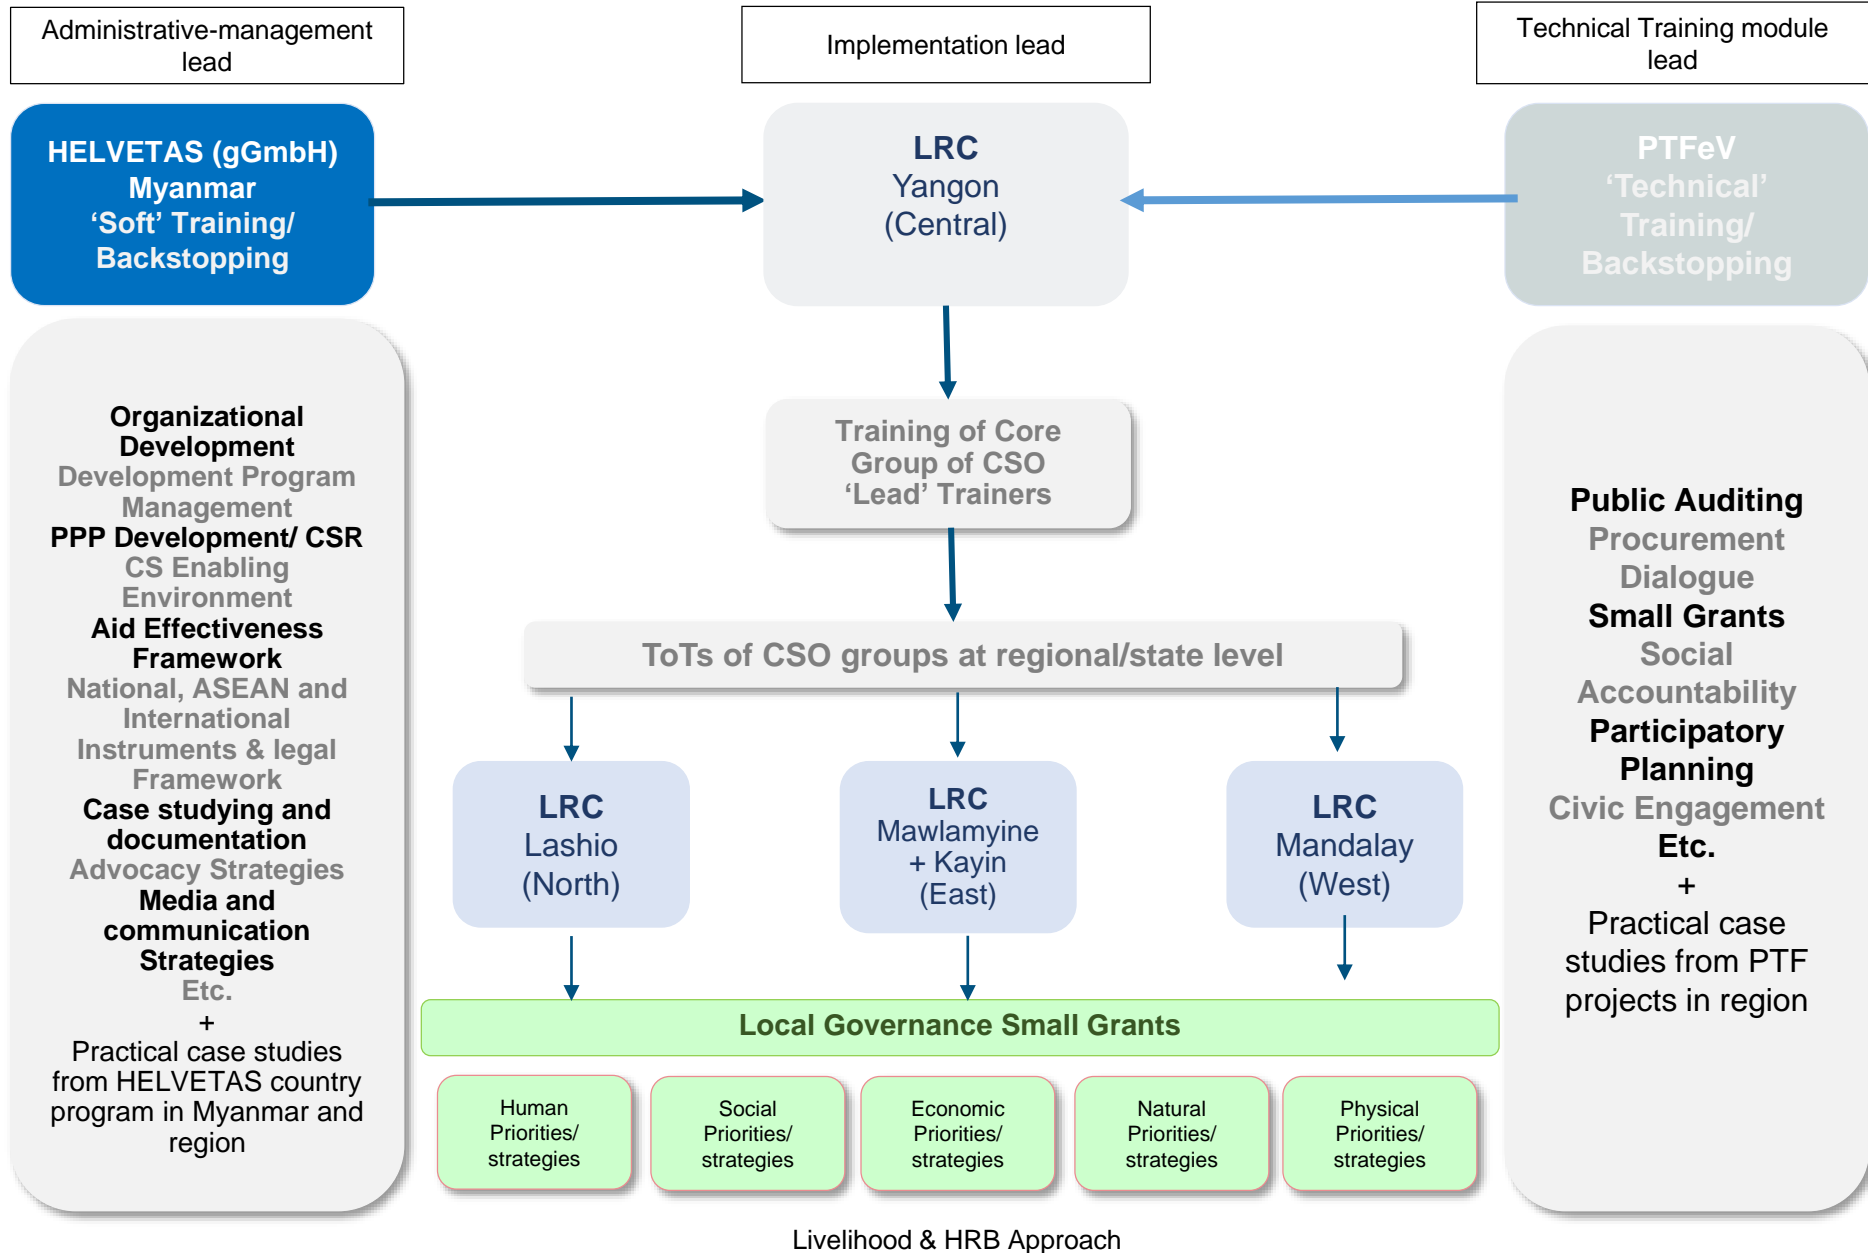 Administrative-management
lead
Implementation lead
Technical Training module
lead
HELVETAS (gGmbH)
Myanmar
‘Soft’ Training/
Backstopping
LRC
Yangon
(Central)
PTFeV
‘Technical’
Training/
Backstopping
Organizational
Development
Development Program
Management
PPP Development/ CSR
CS Enabling
Environment
Aid Effectiveness
Framework
National, ASEAN and
International
Instruments & legal
Framework
Case studying and
documentation
Advocacy Strategies
Media and
communication
Strategies
Etc.
+
Practical case studies
from HELVETAS country
program in Myanmar and
region
Training of Core
Group of CSO
‘Lead’ Trainers
ToTs of CSO groups at regional/state level
LRC
Lashio
(North)
LRC
Mawlamyine
+ Kayin
(East)
LRC
Mandalay
(West)
Local Governance Small Grants
Human
Priorities/
strategies
Social
Priorities/
strategies
Economic
Priorities/
strategies
Natural
Priorities/
strategies
Physical
Priorities/
strategies
Public Auditing
Procurement
Dialogue
Small Grants
Social
Accountability
Participatory
Planning
Civic Engagement
Etc.
+
Practical case
studies from PTF
projects in region
Livelihood & HRB Approach